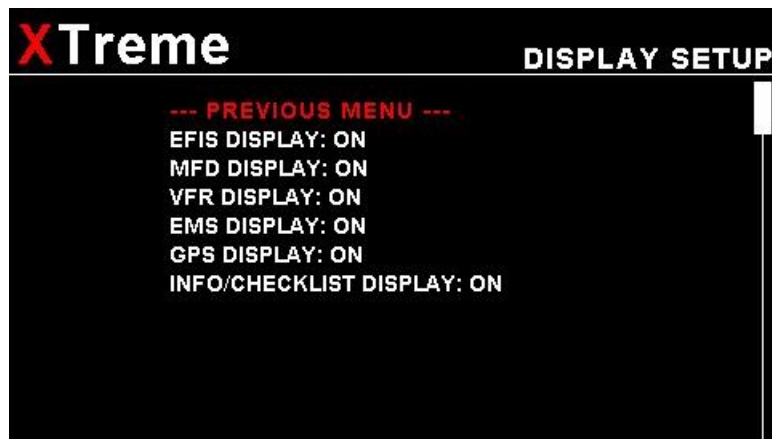 XTreme
DISPLAY SETUP
--- PREVIOUS MENU ---
EFIS DISPLAY: ON
MFD DISPLAY: ON
VFR DISPLAY: ON
EMS DISPLAY: ON
GPS DISPLAY: ON
INFO/CHECKLIST DISPLAY: ON